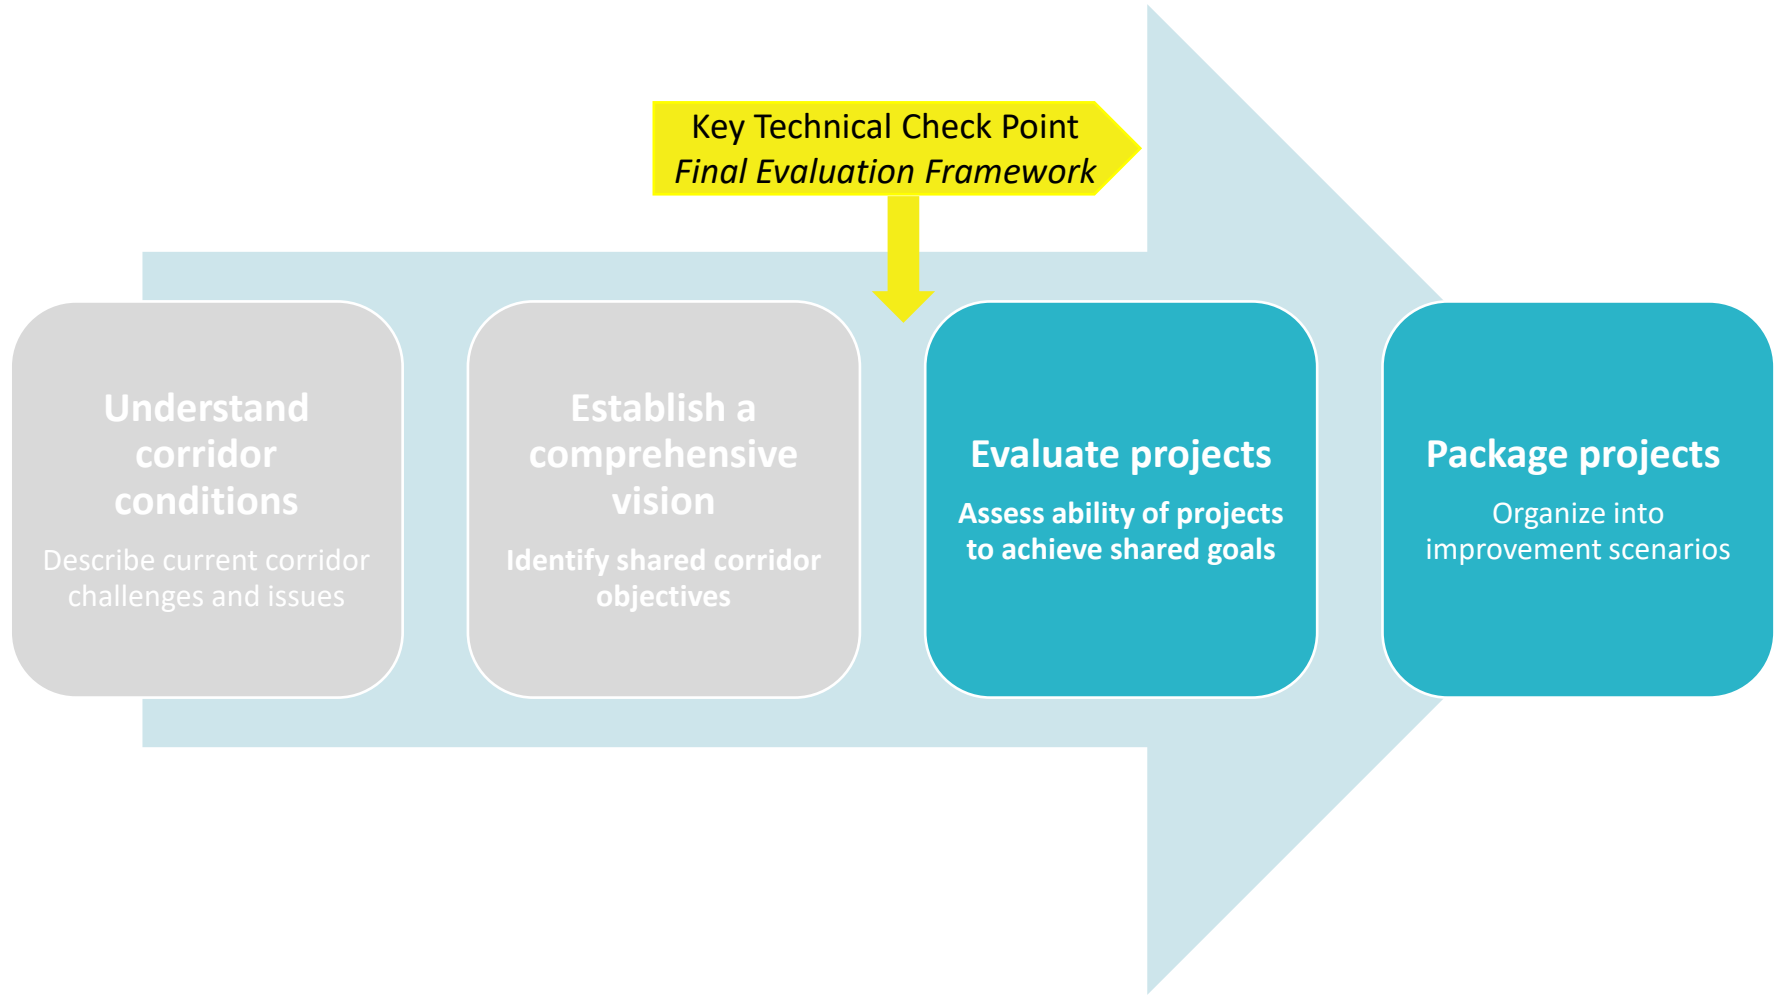 Key Technical Check Point
Final Evaluation Framework
Understand
corridor
conditions
Describe current corridor
challenges and issues
Establish a
comprehensive
vision
Identify shared corridor
objectives
Evaluate projects
Assess ability of projects
to achieve shared goals
Package projects
Organize into
improvement scenarios